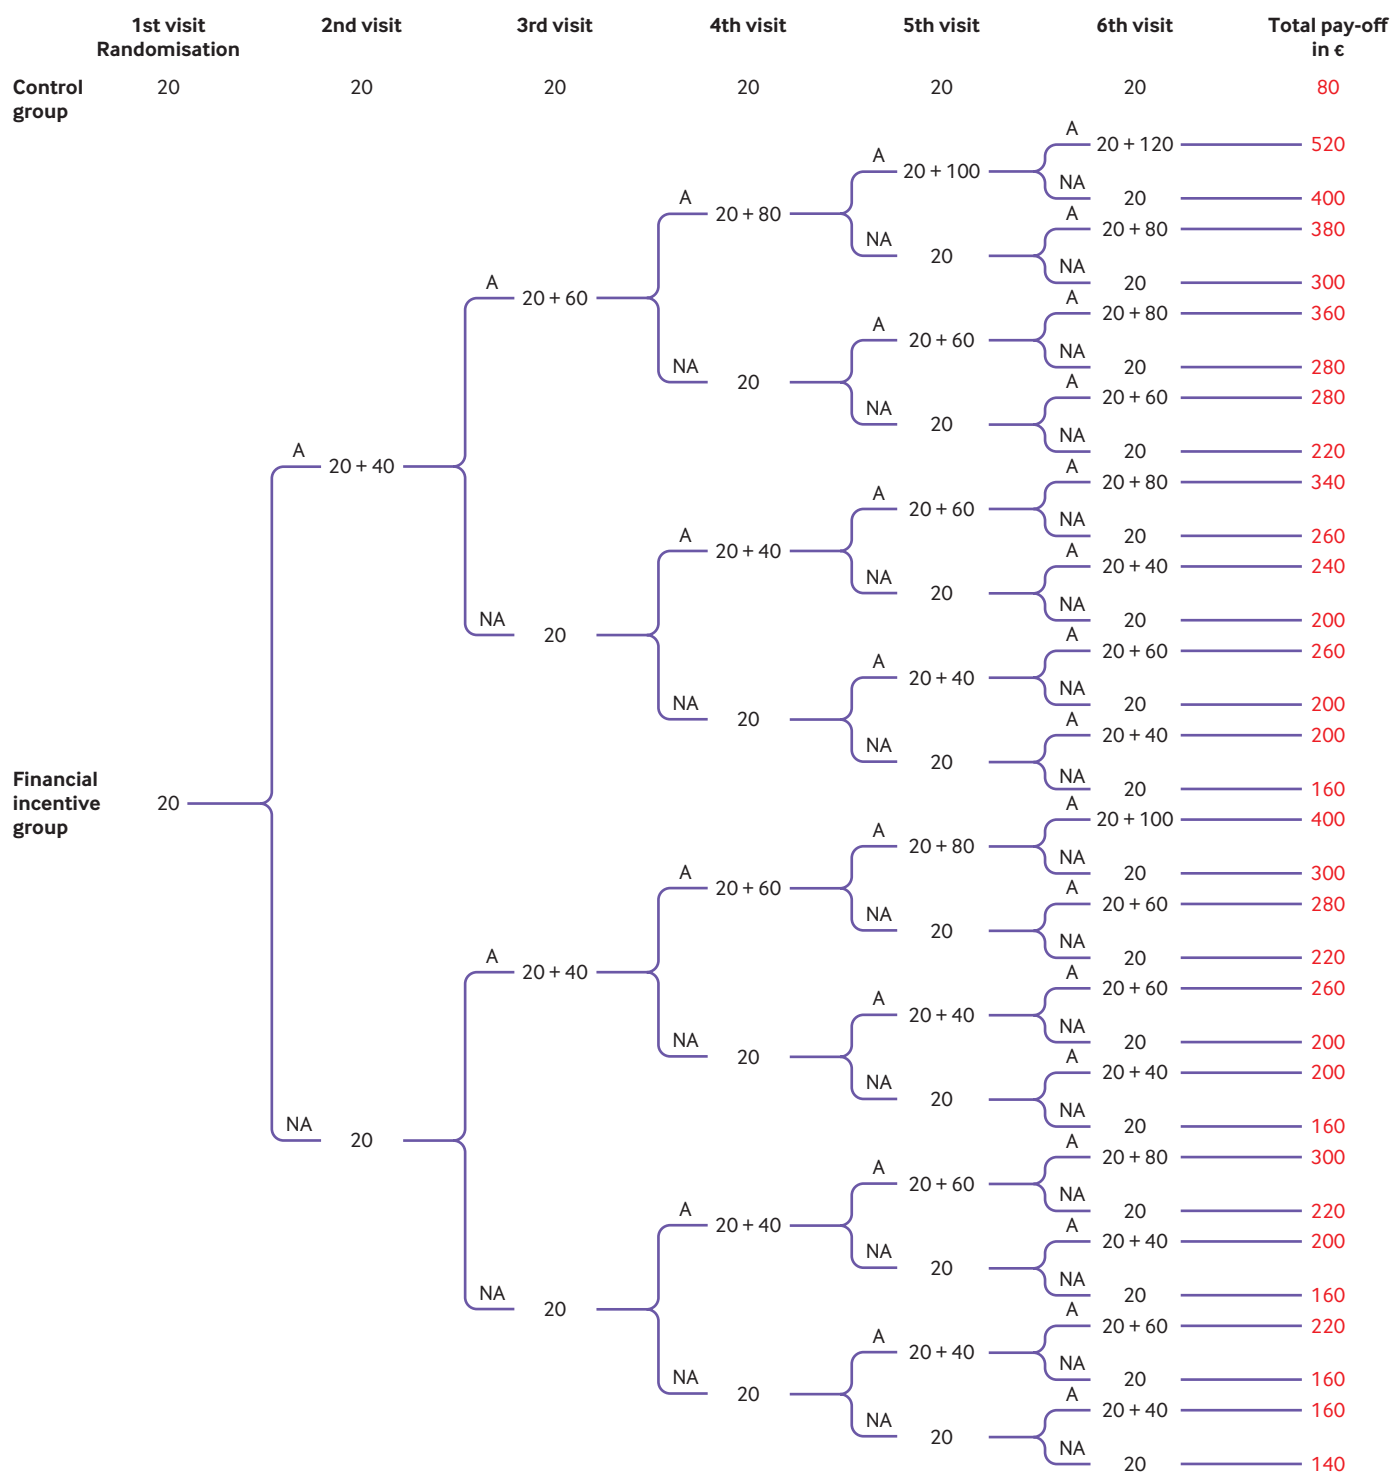 1st visit 2nd visit 3rd visit 4th visit 5th visit 6th visit Total pay-off
Randomisation in €
Control 20 20 20 20 20 20 80
group
A
20 + 120 520
A
20 + 100
NA
20 400
A
20 + 80
A
20 + 80 380
NA
20
NA
20 300
A
20 + 60
A
20 + 80 360
A
20 + 60
NA
20 280
NA
20
A
20 + 60 280
NA
20
NA
20 220
A
20 + 40
A
20 + 80 340
A
20 + 60
NA
20 260
A
20 + 40
A
20 + 40 240
NA
20
NA
20 200
NA
20
A
20 + 60 260
A
20 + 40
NA
20 200
NA
20
A
20 + 40 200
NA
20
NA
20 160
Financial
incentive 20
group
A
20 + 100 400
A
20 + 80
NA
20 300
A
20 + 60
A
20 + 60 280
NA
20
NA
20 220
A
20 + 40
A
20 + 60 260
A
20 + 40
NA
20 200
NA
20
A
20 + 40 200
NA
20
NA
20 160
NA
20
A
20 + 80 300
A
20 + 60
NA
20 220
A
20 + 40
A
20 + 40 200
NA
20
NA
20 160
NA
20
A
20 + 60 220
A
20 + 40
NA
20 160
NA
20
A
20 + 40 160
NA
20
NA
20 140